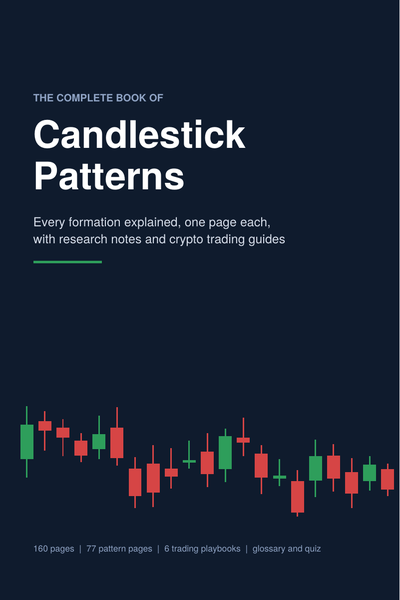 THE COMPLETE BOOK OF
Candlestick
Patterns
Every formation explained, one page each,
with research notes and crypto trading guides
160 pages | 77 pattern pages | 6 trading playbooks | glossary and quiz